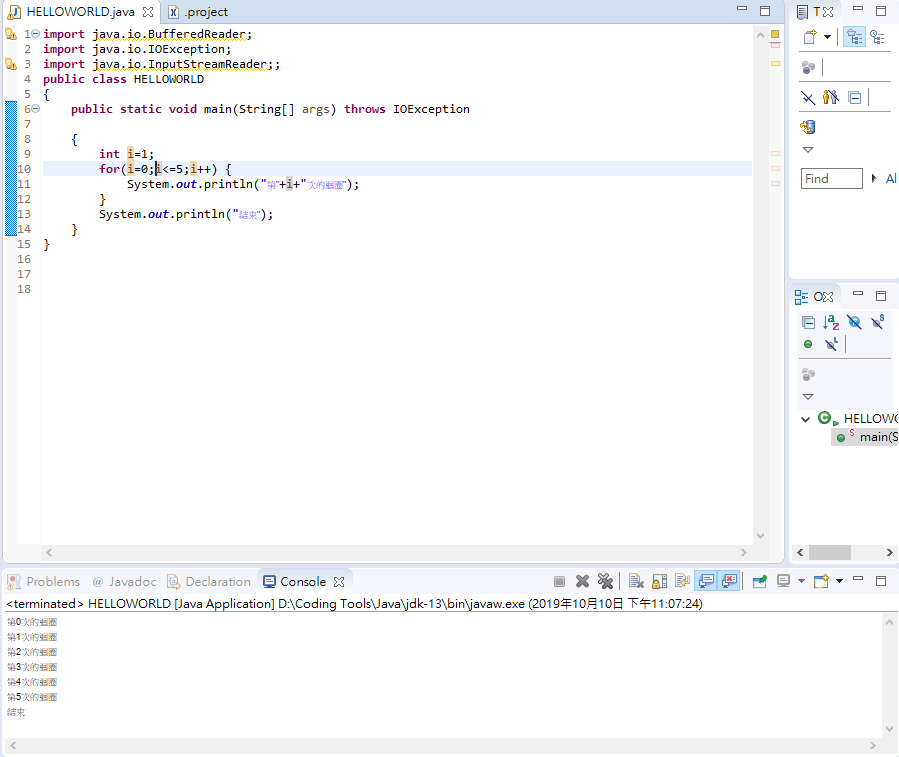 HELLOWORLD.java
.project
T
1 import java.io.BufferedReader;
2 import java.io.IOException;
3 import java.io.InputStreamReader;;
4 public class HELLOWORLD
5 {
6 public static void main(String[] args) throws IOException
7
8 {
9 int i=1;
10 for(i=0;i<=5;i++) {
11 System.out.println("第"+i+"次的迴圈");
12 }
13 System.out.println("結束");
14 }
15 }
16
17
18
Find
Al
O
HELLOWO
main(S
Problems @ Javadoc Declaration Console
<terminated> HELLOWORLD [Java Application] D:\Coding Tools\Java\jdk-13\bin\javaw.exe (2019年10月10日 下午11:07:24)
第0次的迴圈
第1次的迴圈
第2次的迴圈
第3次的迴圈
第4次的迴圈
第5次的迴圈
結束